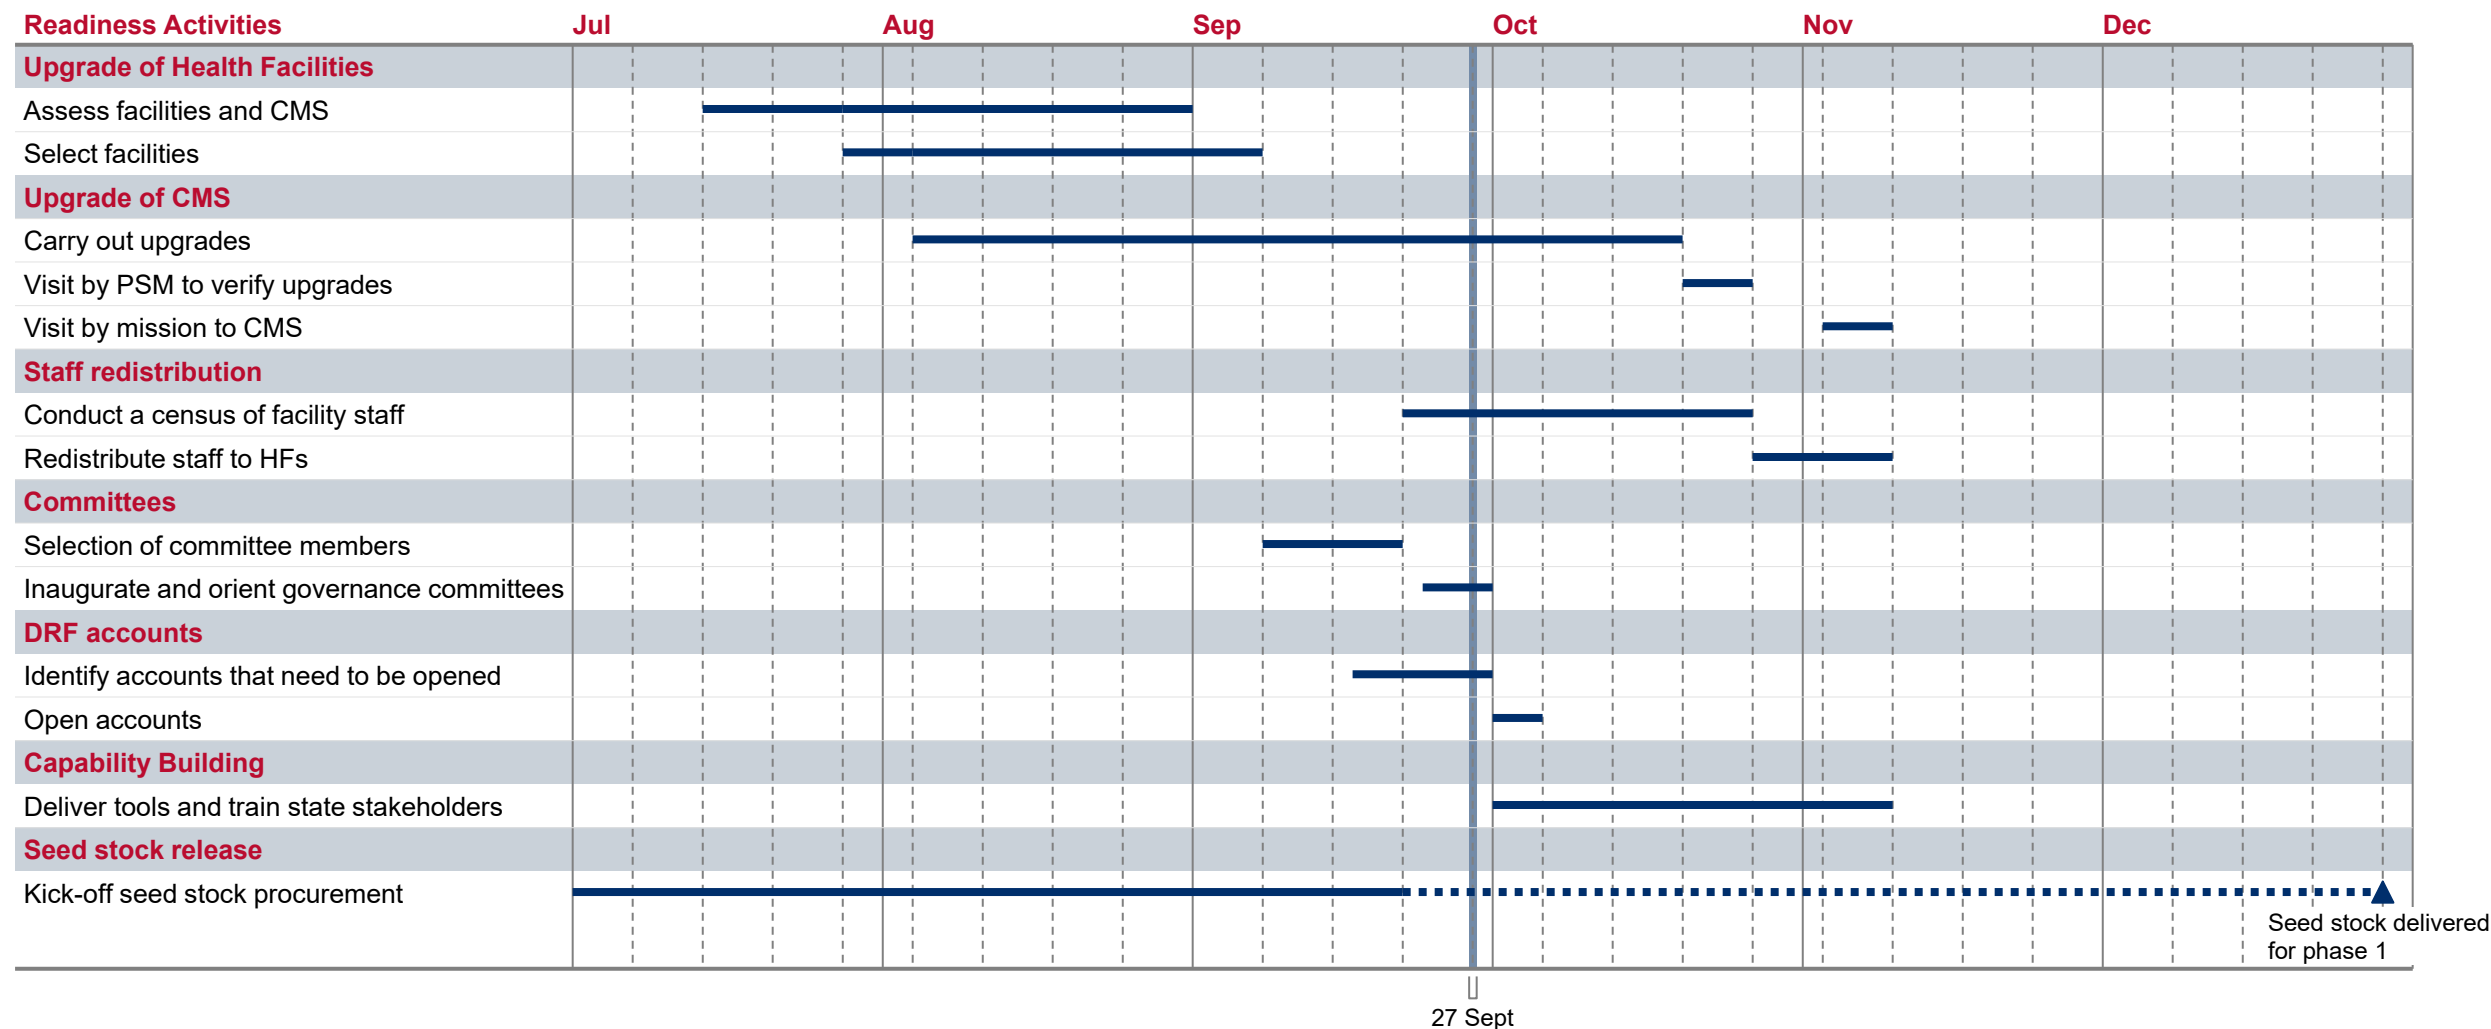 Readiness Activities Jul Aug Sep Oct Nov Dec
Upgrade of Health Facilities
Assess facilities and CMS
Select facilities
Upgrade of CMS
Carry out upgrades
Visit by PSM to verify upgrades
Visit by mission to CMS
Staff redistribution
Conduct a census of facility staff
Redistribute staff to HFs
Committees
Selection of committee members
Inaugurate and orient governance committees
DRF accounts
Identify accounts that need to be opened
Open accounts
Capability Building
Deliver tools and train state stakeholders
Seed stock release
Kick-off seed stock procurement
Seed stock delivered
for phase 1
27 Sept